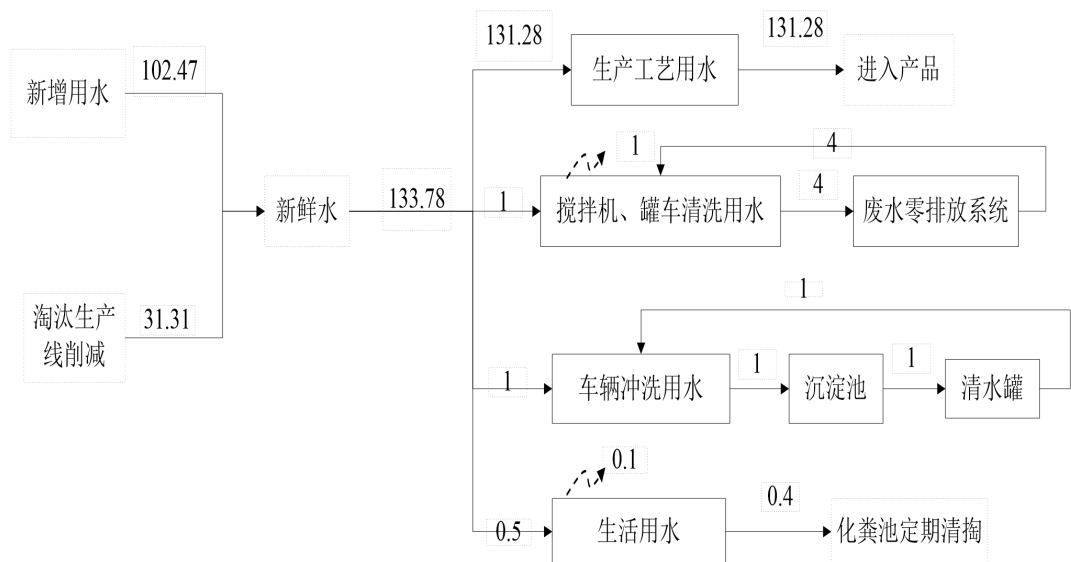 131.28
131.28
102.47
新增用水
生产工艺用水
进入产品
1
4
新鲜水
133.78
1
搅拌机、罐车清洗用水
4
废水零排放系统
淘汰生产
线削减
31.31
1
1
车辆冲洗用水
1
沉淀池
1
清水罐
0.1
0.5
生活用水
0.4
化粪池定期清掏